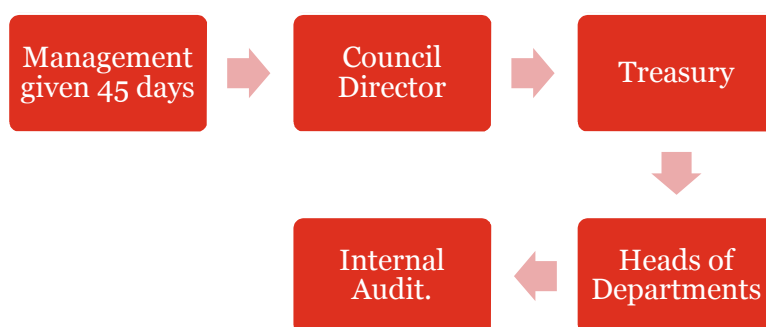 Management
given 45 days
Council
Director
Treasury
Heads of
Departments
Internal
Audit.